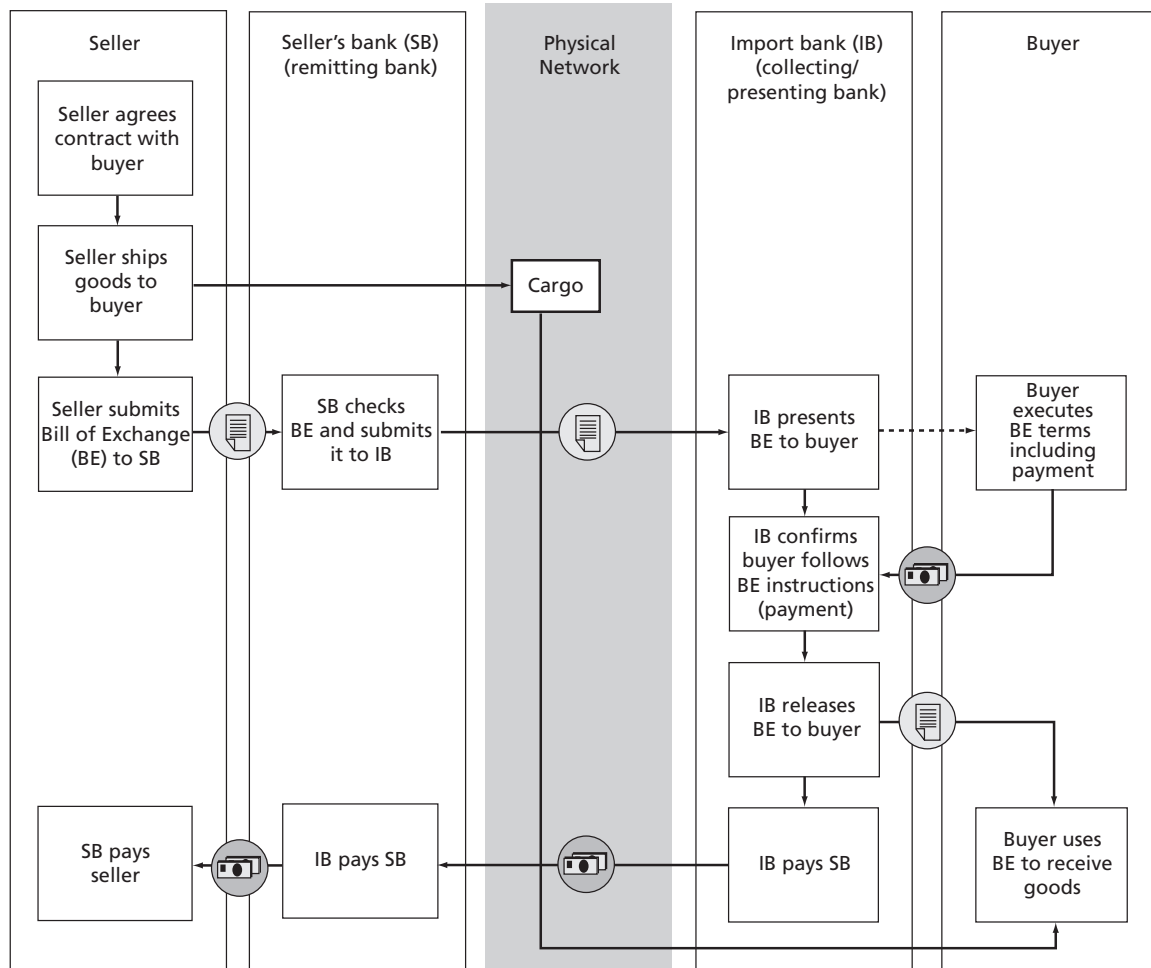 Seller
Seller's bank (SB)
(remitting bank)
Physical
Network
Import bank (IB)
(collecting/
presenting bank)
Buyer
Seller agrees
contract with
buyer
Seller ships
goods to
buyer
Cargo
Seller submits
Bill of Exchange
(BE) to SB
SB checks
BE and submits
it to IB
IB presents
BE to buyer
Buyer
executes
BE terms
including
payment
IB confirms
buyer follows
BE instructions
(payment)
IB releases
BE to buyer
SB pays
seller
IB pays SB
IB pays SB
Buyer uses
BE to receive
goods